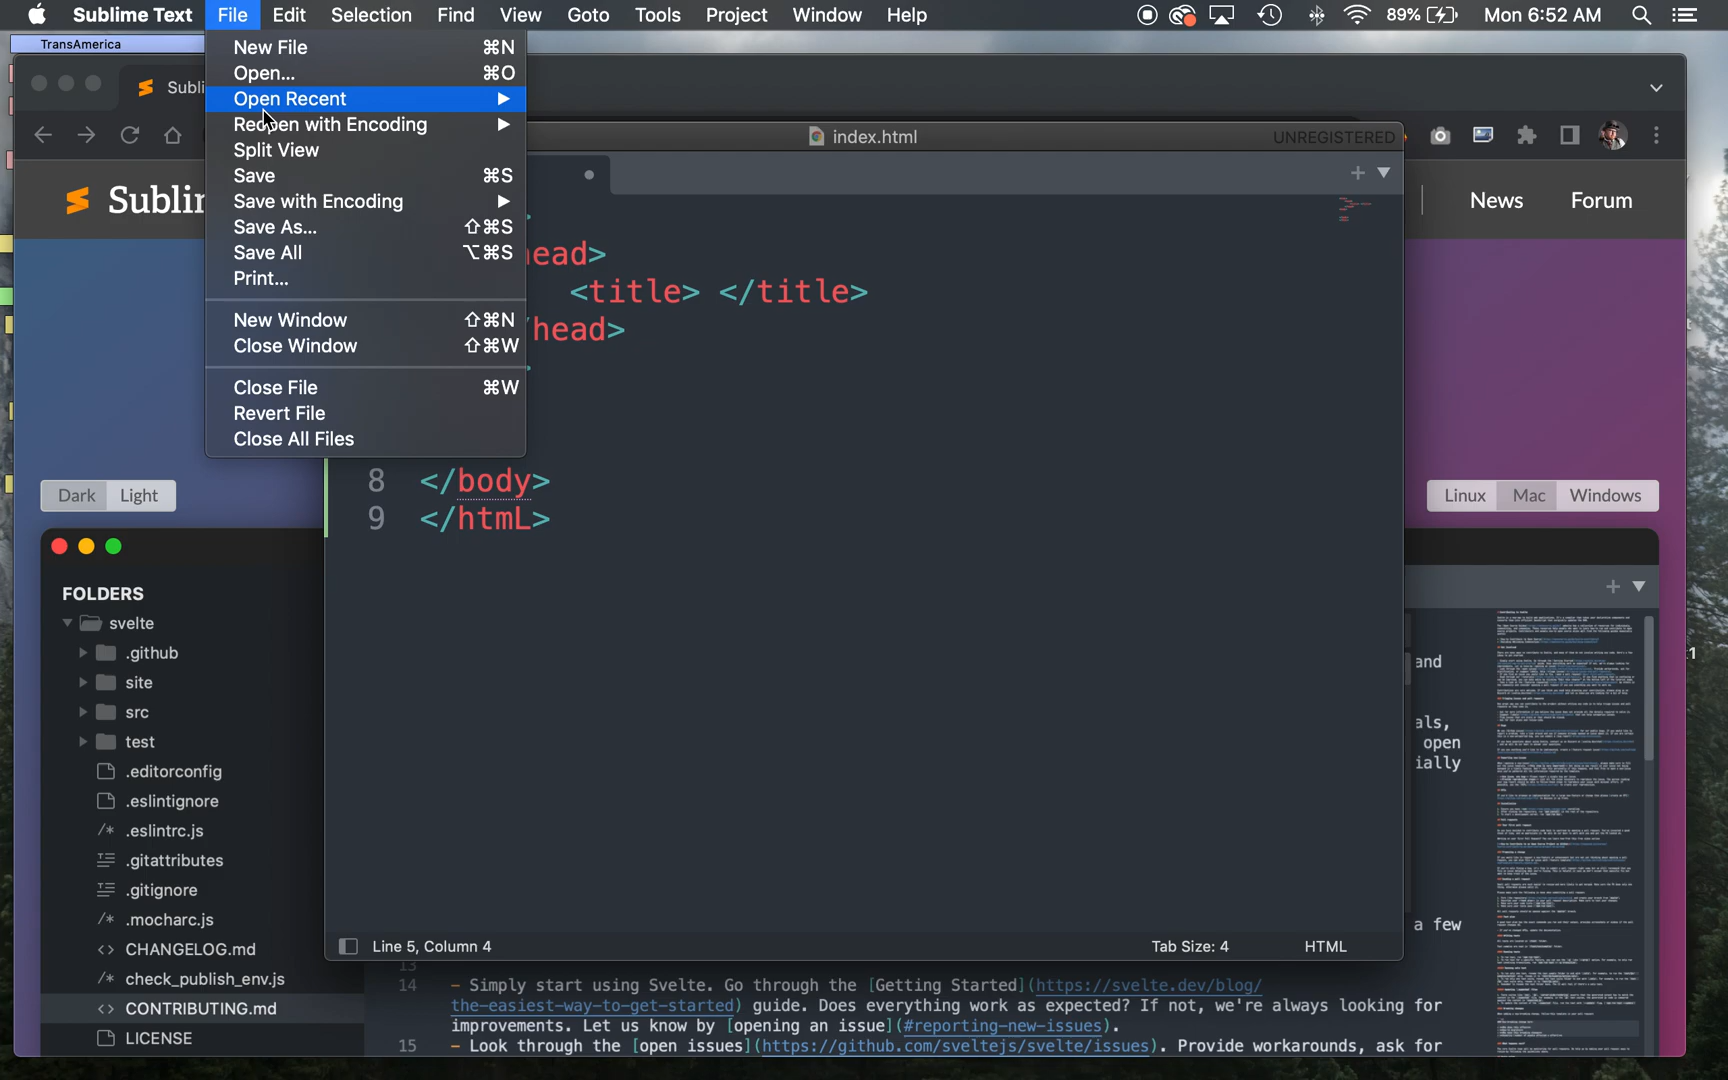 Sublime Text File Edit Selection Find View Goto Tools Project Window Help 89% Mon 6:52 AM
TransAmerica
New File ⌘N
Open... ⌘O
Open Recent ▶
Reopen with Encoding ▶
Split View
Save ⌘S
Save with Encoding ▶
Save As... ⇧⌘S
Save All ⌥⌘S
Print...
New Window ⇧⌘N
Close Window ⇧⌘W
Close File ⌘W
Revert File
Close All Files
index.html UNREGISTERED
News Forum
ead>
<title> </title>
head>
8 </body>
9 </htmL>
Dark Light
Linux Mac Windows
FOLDERS
svelte
.github
site
src
test
.editorconfig
.eslintignore
/* .eslintrc.js
.gitattributes
.gitignore
/* .mocharc.js
<> CHANGELOG.md
/* check_publish_env.js
<> CONTRIBUTING.md
LICENSE
and
als,
open
ially
a few
Line 5, Column 4 Tab Size: 4 HTML
13
14 – Simply start using Svelte. Go through the [Getting Started](https://svelte.dev/blog/
the-easiest-way-to-get-started) guide. Does everything work as expected? If not, we're always looking for
improvements. Let us know by [opening an issue](#reporting-new-issues).
15 – Look through the [open issues](https://github.com/sveltejs/svelte/issues). Provide workarounds, ask for